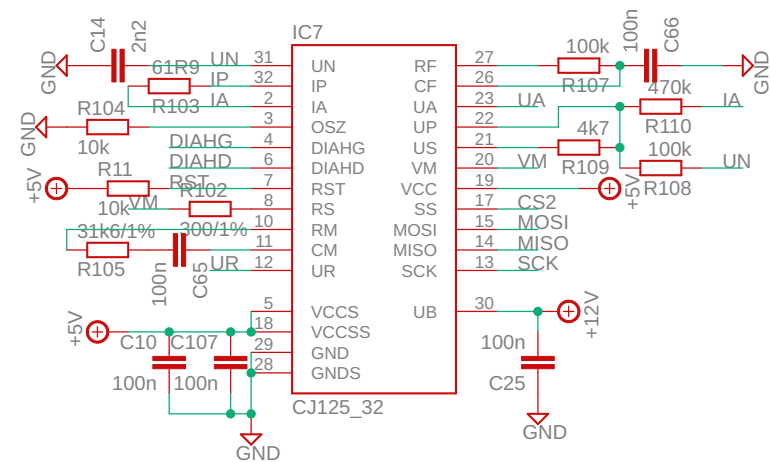 C14
2n2
GND
UN
31
61R9
IP
32
R103
IA
2
GND
R104
10k
3
DIAHG
4
DIAHD
6
+5V
R11
10k
RST
7
VM
R102
300/1%
8
31k6/1%
R105
10
100n
C65
11
UR
12
+5V
C10
100n
C107
100n
5
18
29
28
GND
IC7
UN
IP
IA
OSZ
DIAHG
DIAHD
RST
RS
RM
CM
UR
VCCS
VCCSS
GND
GNDS
RF
CF
UA
UP
US
VM
VCC
SS
MOSI
MISO
SCK
UB
CJ125_32
27
100k
R107
100n
C66
GND
26
23
UA
22
470k
R110
IA
21
4k7
R109
100k
R108
UN
20
VM
19
+5V
17
CS2
15
MOSI
14
MISO
13
SCK
30
+12V
100n
C25
GND